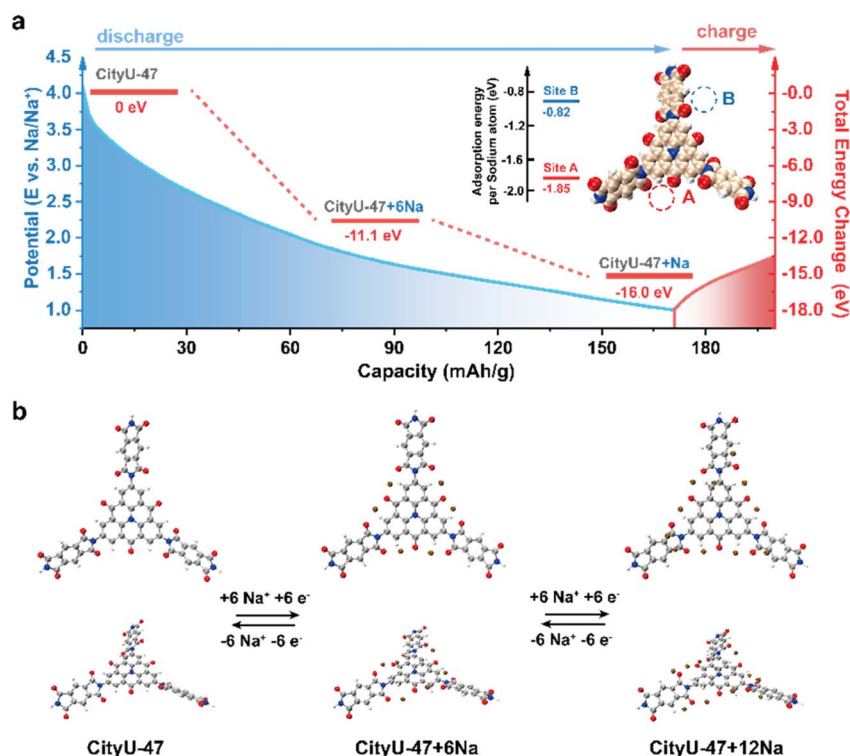 a
discharge
charge
4.5
4.0
3.5
3.0
2.5
2.0
1.5
1.0
Potential (E vs. Na/Na⁺)
CityU-47
0 eV
CityU-47+6Na
-11.1 eV
CityU-47+Na
-16.0 eV
Adsorption energy
per Sodium atom (eV)
-0.8
-1.2
-1.6
-2.0
Site B
-0.82
Site A
-1.85
B
A
-0.0
-3.0
-6.0
-9.0
-10.5
-12.0
-15.0
-18.0
Total Energy Change (eV)
0
30
60
90
120
150
180
Capacity (mAh/g)
b
+6 Na⁺ +6 e⁻
-6 Na⁺ -6 e⁻
+6 Na⁺ +6 e⁻
-6 Na⁺ -6 e⁻
CityU-47
CityU-47+6Na
CityU-47+12Na